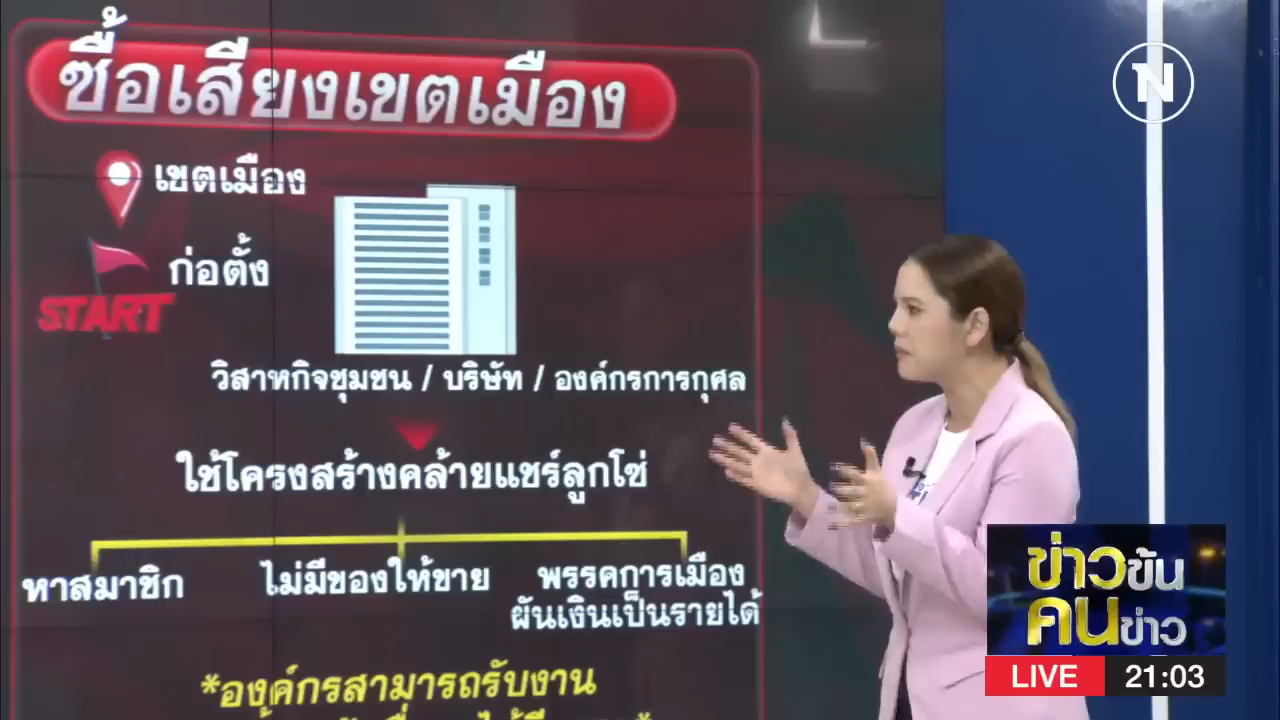 ซื้อเสียงเขตเมือง
เขตเมือง
ก่อตั้ง
START
วิสาหกิจชุมชน / บริษัท / องค์กรการกุศล
ใช้โครงสร้างคล้ายแชร์ลูกโซ่
หาสมาชิก
ไม่มีของให้ขาย
พรรคการเมือง
ผันเงินเป็นรายได้
*องค์กรสามารถรับงาน
N
ข่าวข้น
คนข่าว
LIVE 21:03